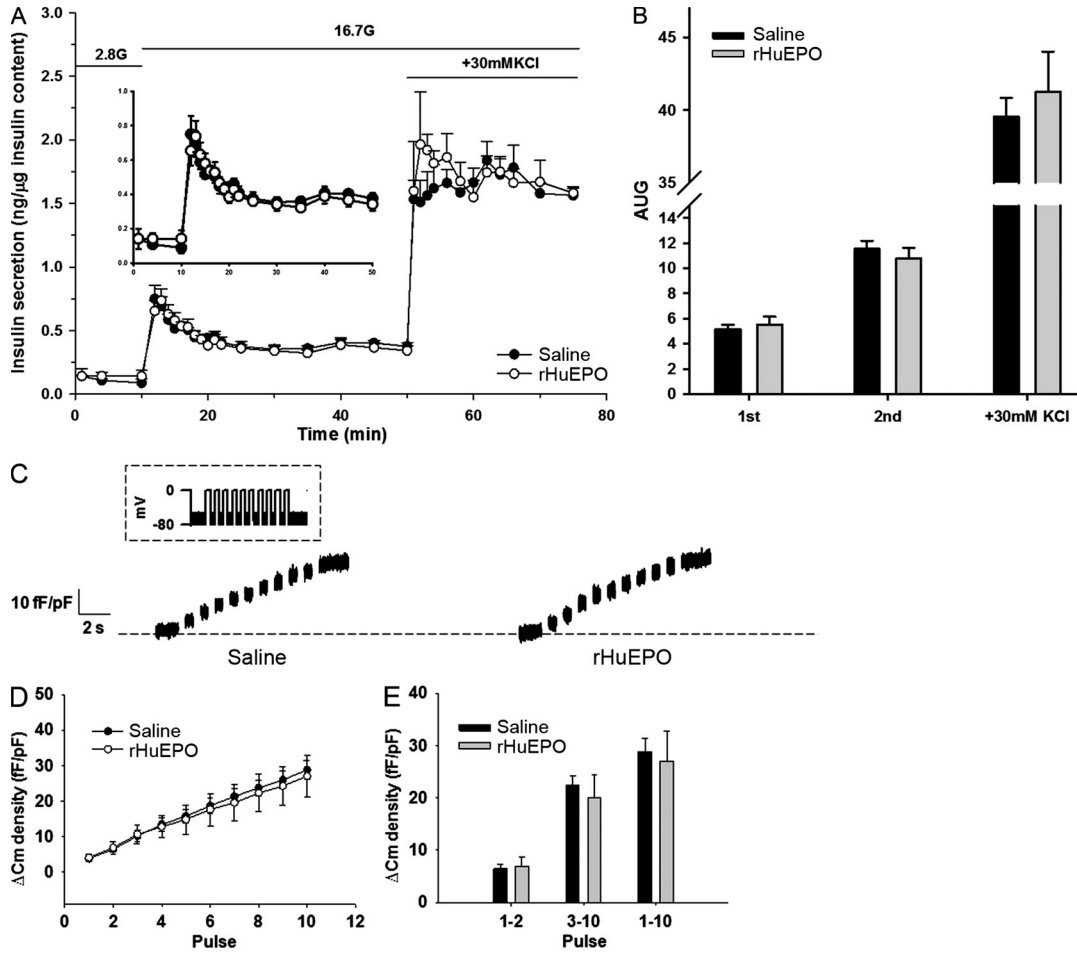 A
Insulin secretion (ng/µg insulin content)
3.0
2.5
2.0
1.5
1.0
0.5
0.0
2.8G
16.7G
+30mMKCl
1.0
0.8
0.6
0.4
0.2
0.0
0 10 20 30 40 50
Saline
rHuEPO
0 20 40 60 80
Time (min)
B
Saline
rHuEPO
AUG
45
40
35
14
12
10
8
6
4
2
0
1st 2nd +30mM KCl
C
mV
0
-80
10 fF/pF
2 s
Saline rHuEPO
D
ΔCm density (fF/pF)
50
40
30
20
10
0
Saline
rHuEPO
0 2 4 6 8 10 12
Pulse
E
ΔCm density (fF/pF)
40
30
20
10
0
Saline
rHuEPO
1-2 3-10 1-10
Pulse